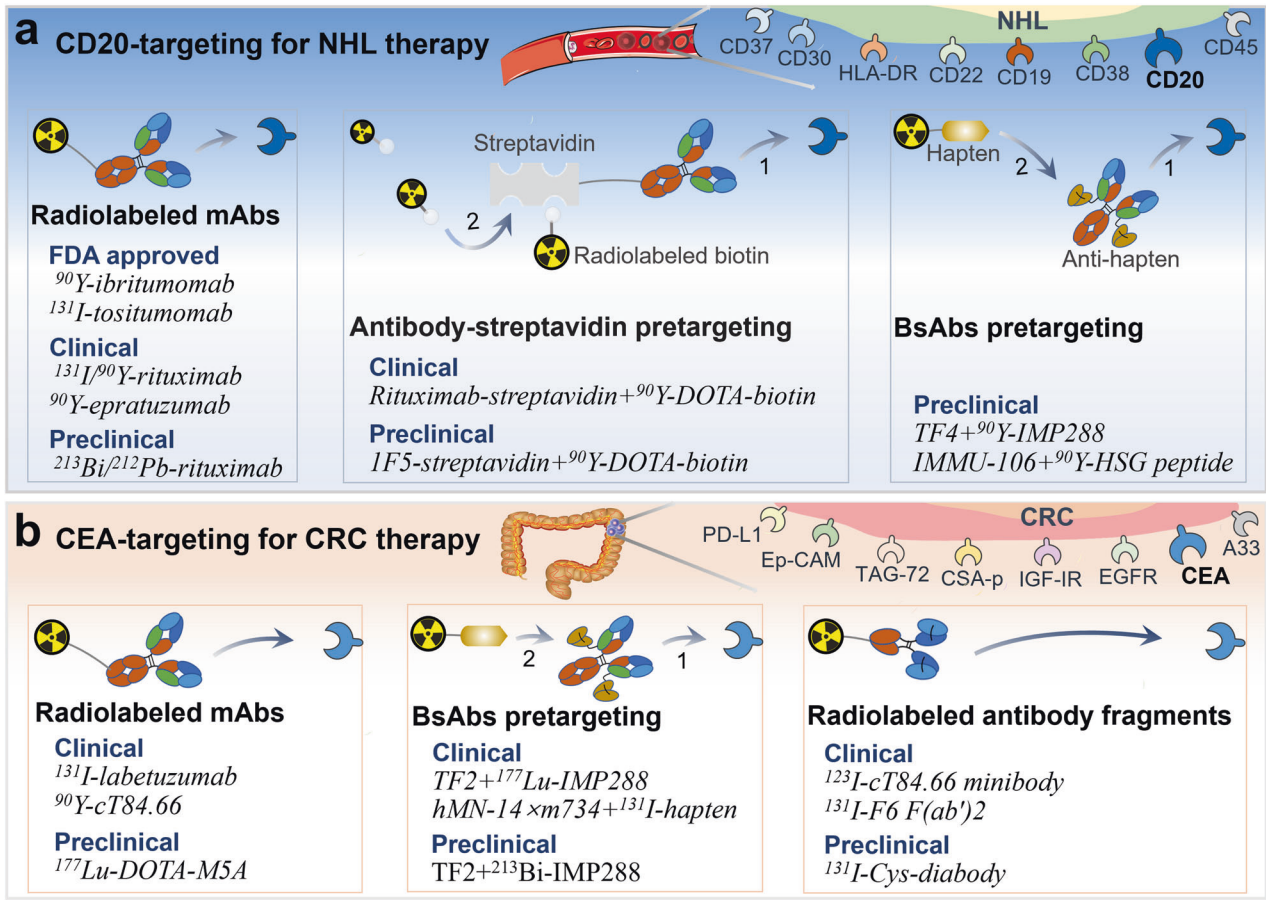 a CD20-targeting for NHL therapy
NHL
CD37
CD30
HLA-DR
CD22
CD19
CD38
CD20
CD45
Radiolabeled mAbs
FDA approved
⁹⁰Y-ibritumomab
¹³¹I-tositumomab
Clinical
¹³¹I/⁹⁰Y-rituximab
⁹⁰Y-epratuzumab
Preclinical
²¹³Bi/²¹²Pb-rituximab
Streptavidin
1
2
Radiolabeled biotin
Antibody-streptavidin pretargeting
Clinical
Rituximab-streptavidin+⁹⁰Y-DOTA-biotin
Preclinical
1F5-streptavidin+⁹⁰Y-DOTA-biotin
Hapten
2
1
Anti-hapten
BsAbs pretargeting
Preclinical
TF4+⁹⁰Y-IMP288
IMMU-106+⁹⁰Y-HSG peptide
b CEA-targeting for CRC therapy
CRC
PD-L1
Ep-CAM
TAG-72
CSA-p
IGF-IR
EGFR
CEA
A33
Radiolabeled mAbs
Clinical
¹³¹I-labetuzumab
⁹⁰Y-cT84.66
Preclinical
¹⁷⁷Lu-DOTA-M5A
2
1
BsAbs pretargeting
Clinical
TF2+¹⁷⁷Lu-IMP288
hMN-14×m734+¹³¹I-hapten
Preclinical
TF2+²¹³Bi-IMP288
Radiolabeled antibody fragments
Clinical
¹²³I-cT84.66 minibody
¹³¹I-F6 F(ab')2
Preclinical
¹³¹I-Cys-diabody